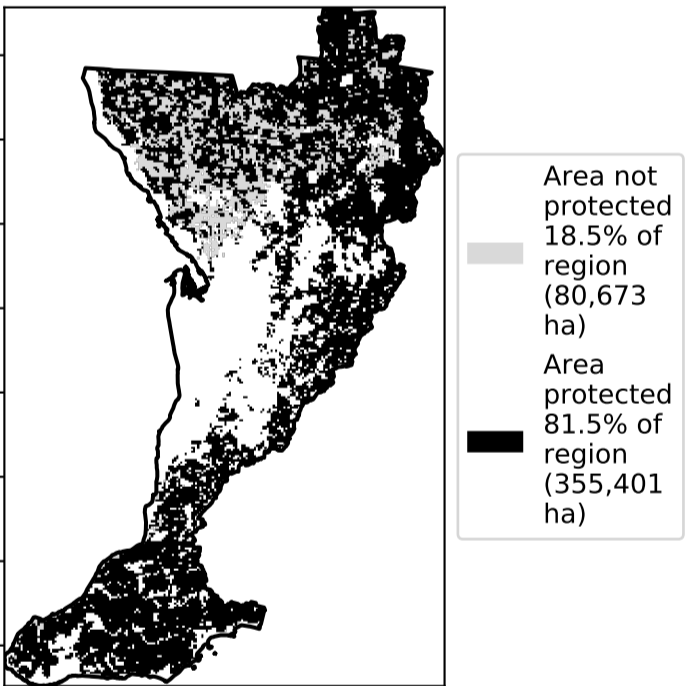 Area not
protected
18.5% of
region
(80,673
ha)
Area
protected
81.5% of
region
(355,401
ha)